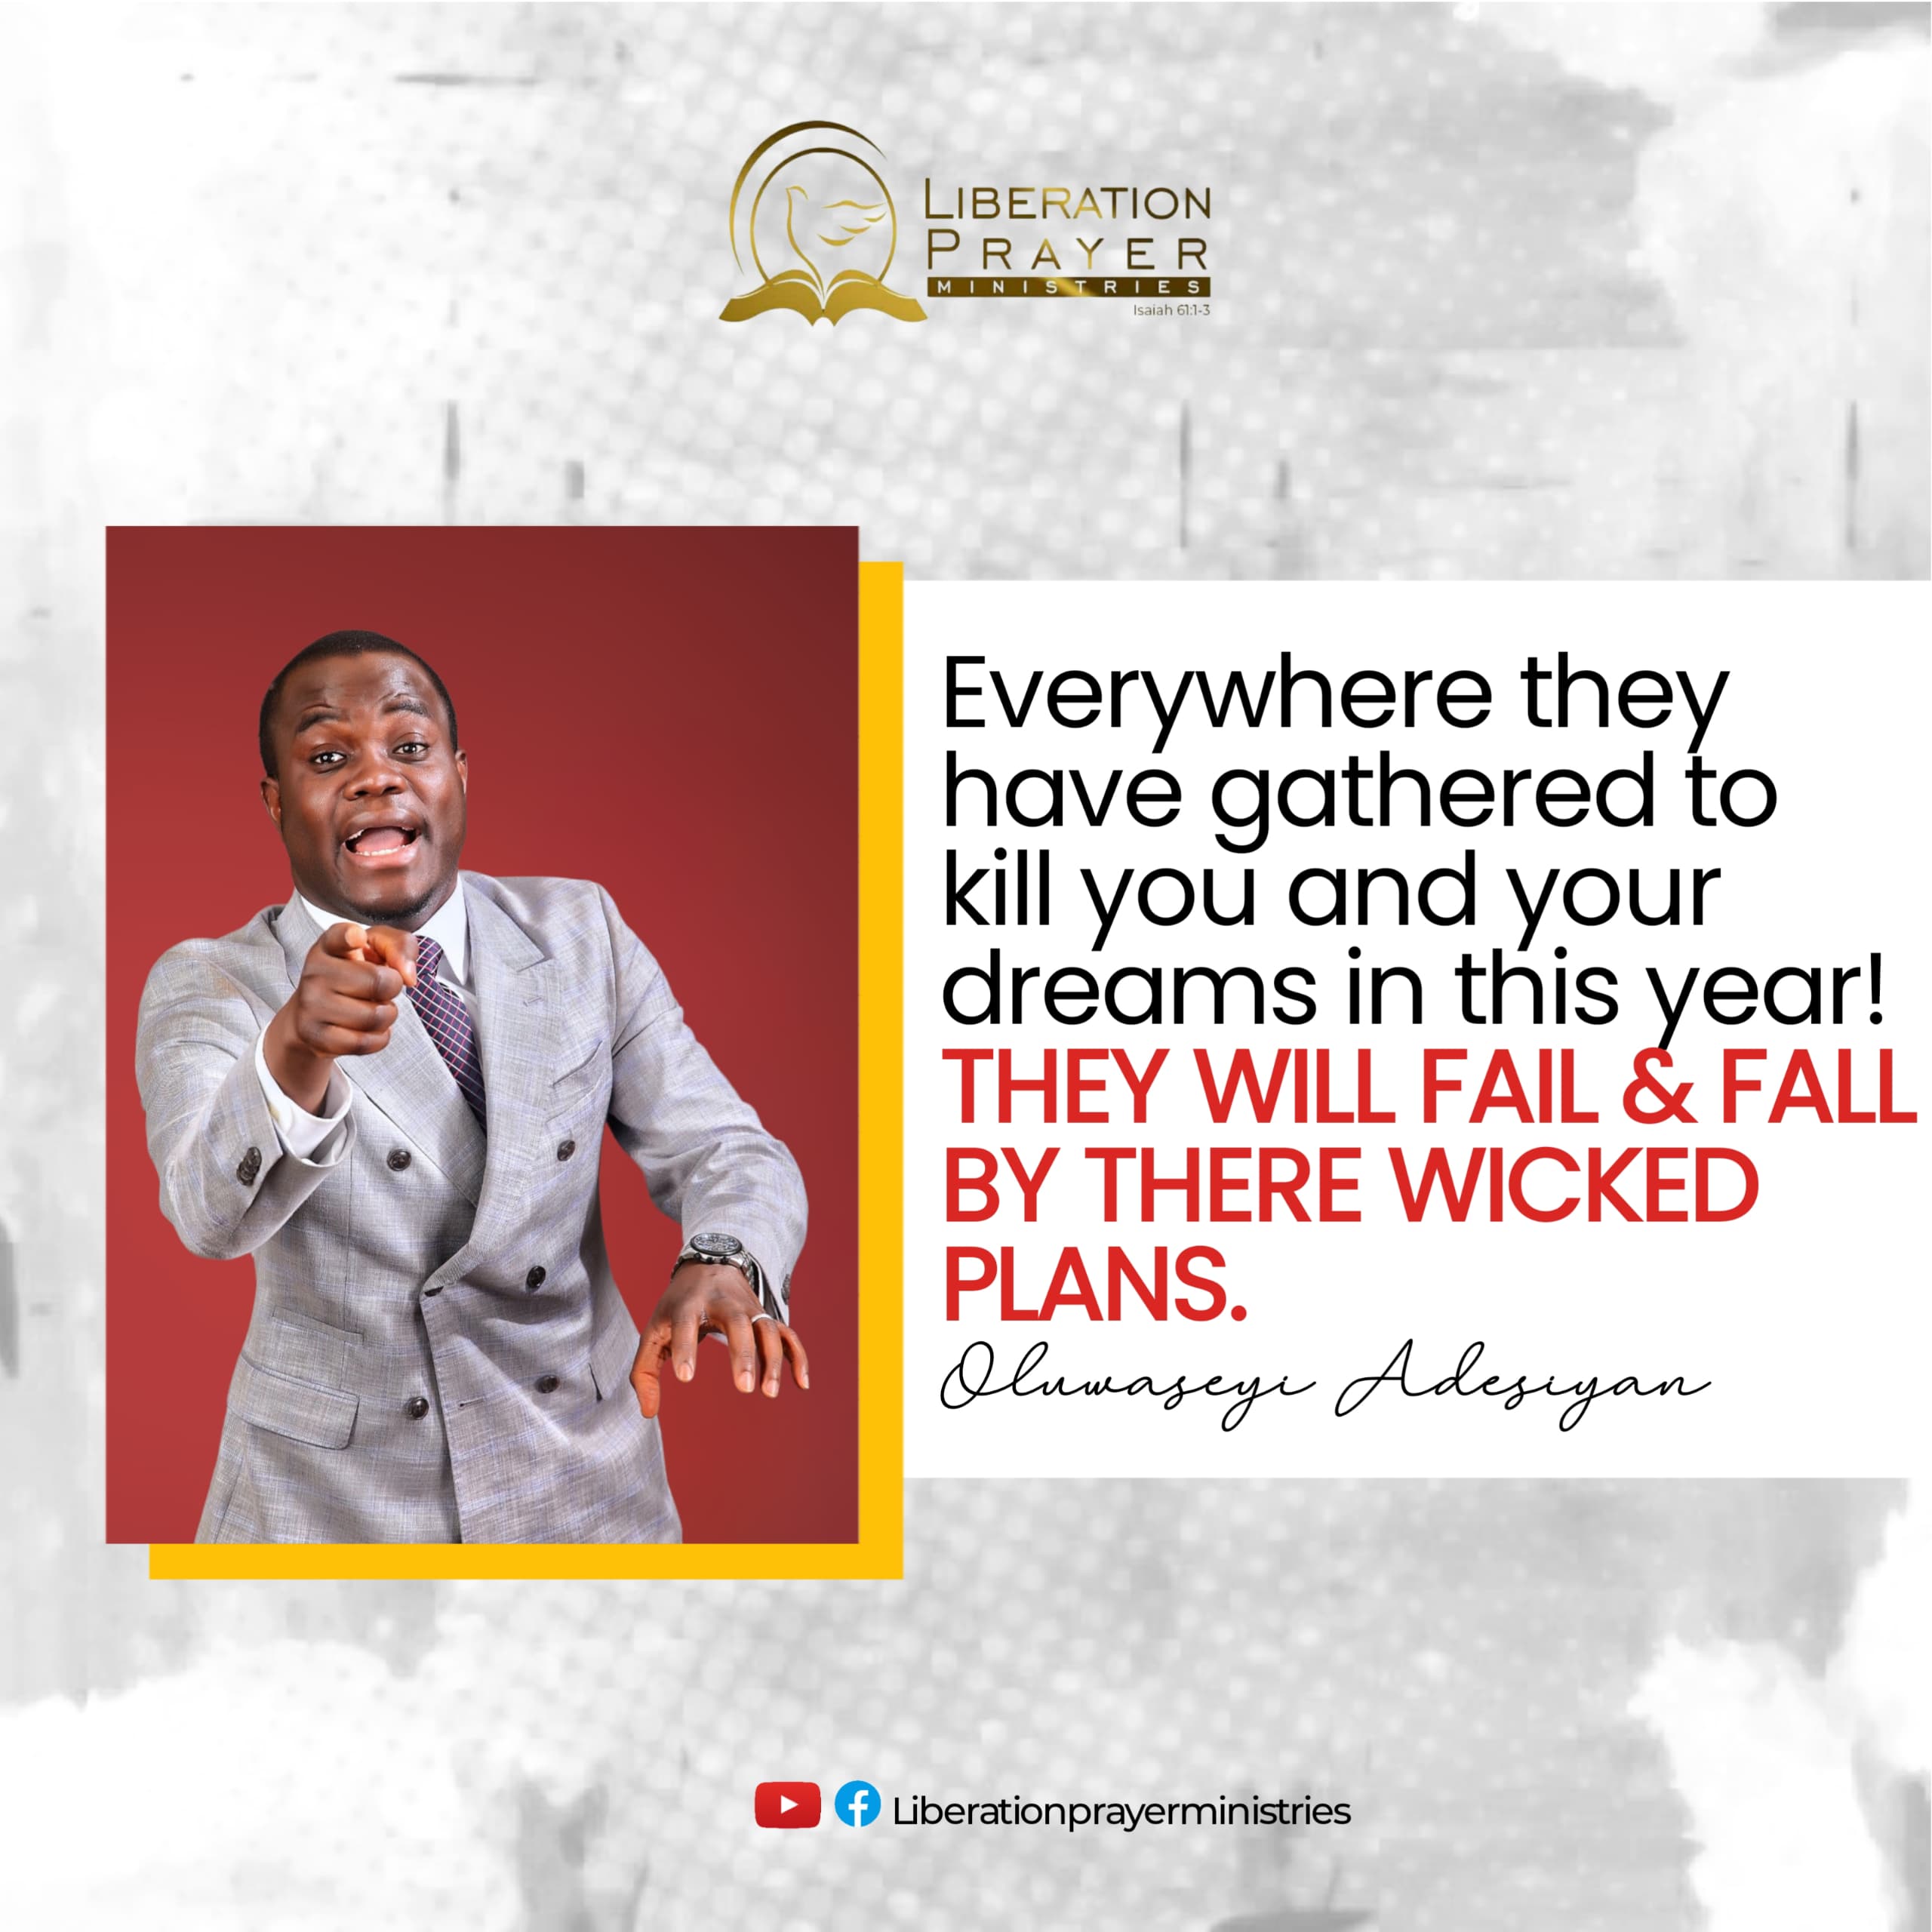 LIBERATION
PRAYER
MINISTRIES
Isaiah 61:1-3
Everywhere they
have gathered to
kill you and your
dreams in this year!
THEY WILL FAIL & FALL
BY THERE WICKED
PLANS.
Oluwaseyi Adesiyan
Liberationprayerministries